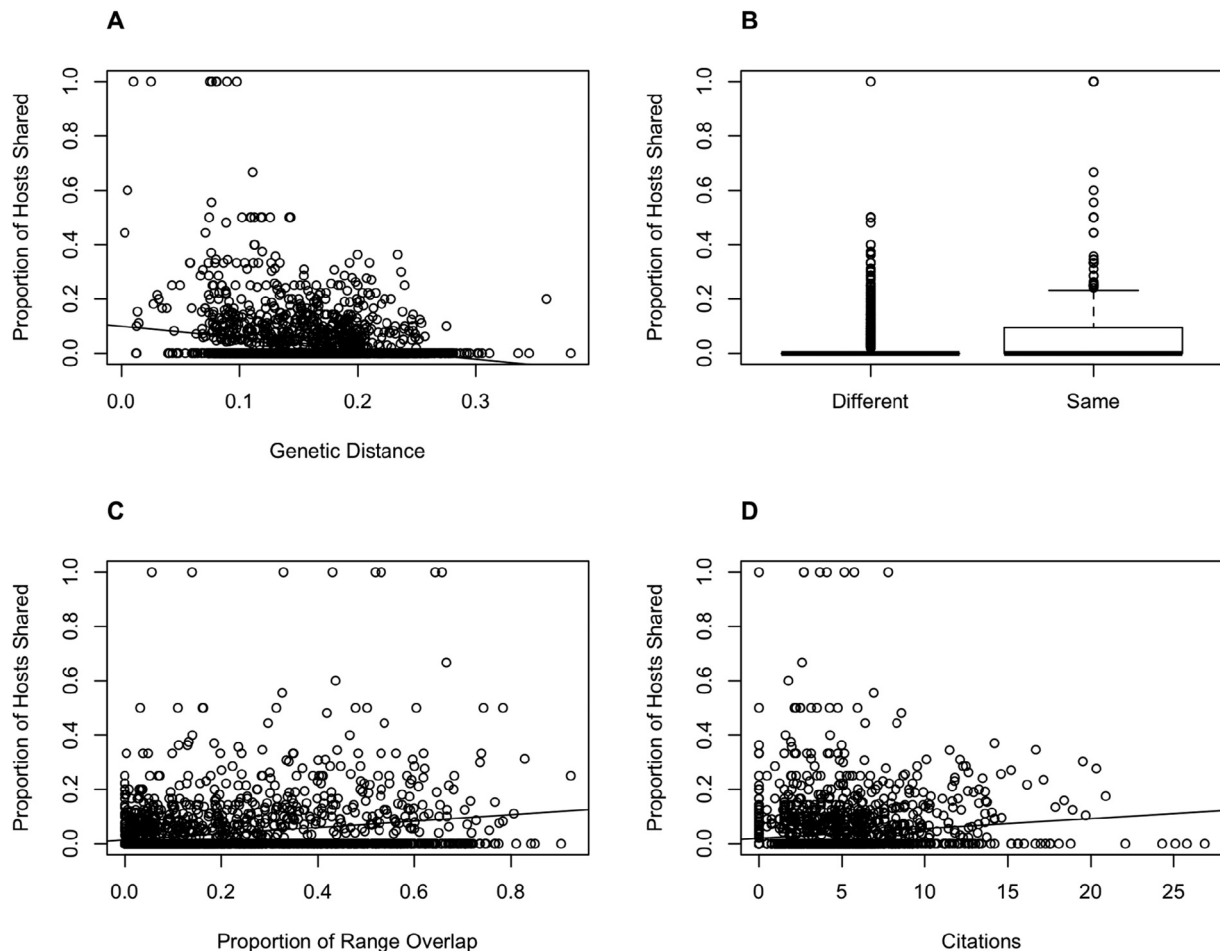 A
Proportion of Hosts Shared
1.0
0.8
0.6
0.4
0.2
0.0
0.0 0.1 0.2 0.3
Genetic Distance
B
Proportion of Hosts Shared
1.0
0.8
0.6
0.4
0.2
0.0
Different Same
C
Proportion of Hosts Shared
1.0
0.8
0.6
0.4
0.2
0.0
0.0 0.2 0.4 0.6 0.8
Proportion of Range Overlap
D
Proportion of Hosts Shared
1.0
0.8
0.6
0.4
0.2
0.0
0 5 10 15 20 25
Citations